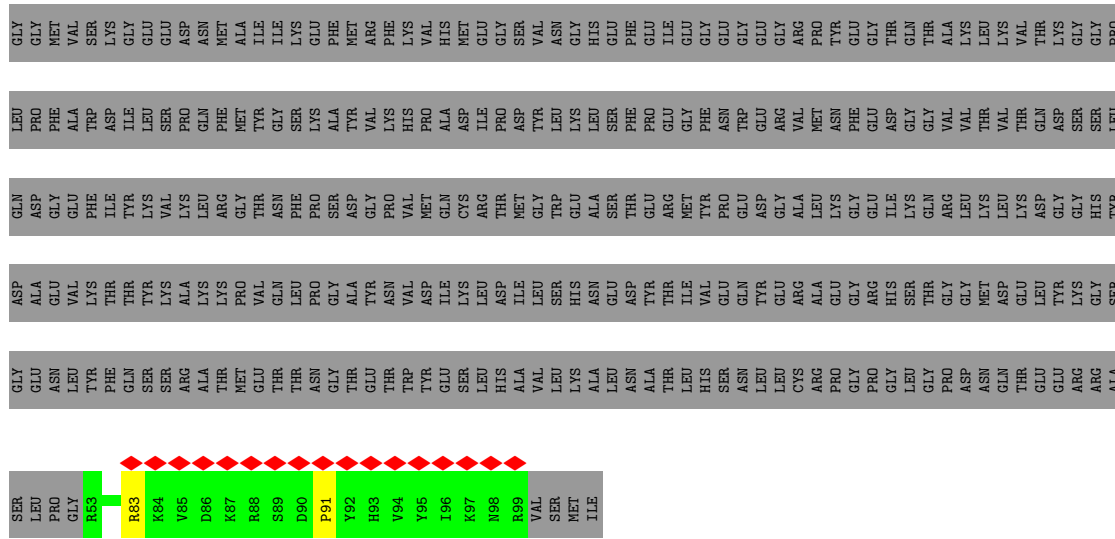 GLY GLY MET VAL SER LYS GLY GLU GLU ASP ASN MET ALA ILE ILE LYS GLU PHE MET ARG PHE LYS VAL HIS MET GLU GLY SER VAL ASN GLY HIS GLU PHE GLU ILE GLU GLY GLU GLY GLU GLY ARG PRO TYR GLU GLY THR GLN THR ALA LYS LEU LYS VAL THR LYS GLY GLY PRO
LEU PRO PHE ALA TRP ASP ILE LEU SER PRO GLN PHE MET TYR GLY SER LYS ALA TYR VAL LYS HIS PRO ALA ASP ILE PRO ASP TYR LEU LYS LEU SER PHE PRO GLU GLY PHE ASN TRP GLU ARG VAL MET ASN PHE GLU ASP GLY GLY VAL VAL THR VAL THR GLN ASP SER SER LEU
GLN ASP GLY GLU PHE ILE TYR LYS VAL LYS LEU ARG GLY THR ASN PHE PRO SER ASP GLY PRO VAL MET GLN CYS ARG THR MET GLY TRP GLU ALA SER THR GLU ARG MET TYR PRO GLU ASP GLY ALA LEU LYS GLY GLU ILE LYS GLN ARG LEU LYS LEU LYS ASP GLY GLY HIS TYR
ASP ALA GLU VAL LYS THR THR TYR LYS ALA LYS LYS PRO VAL GLN LEU PRO GLY ALA TYR ASN VAL ASP ILE LYS LEU ASP ILE LEU SER HIS ASN GLU ASP TYR THR ILE VAL GLU GLN TYR GLU ARG ALA GLU GLY ARG HIS SER THR GLY GLY MET ASP GLU LEU TYR LYS GLY SER
GLY GLU ASN LEU TYR PHE GLN SER SER ARG ALA THR MET GLU THR THR ASN GLY THR GLU THR TRP TYR GLU SER LEU HIS ALA VAL LEU LYS ALA LEU ASN ALA THR LEU HIS SER ASN LEU LEU CYS ARG PRO GLY PRO GLY LEU GLY PRO ASP ASN GLN THR GLU GLU ARG ARG ALA
SER LEU PRO GLY R53 R83 K84 V85 D86 K87 R88 S89 D90 P91 Y92 H93 V94 Y95 I96 K97 N98 R99 VAL SER MET ILE